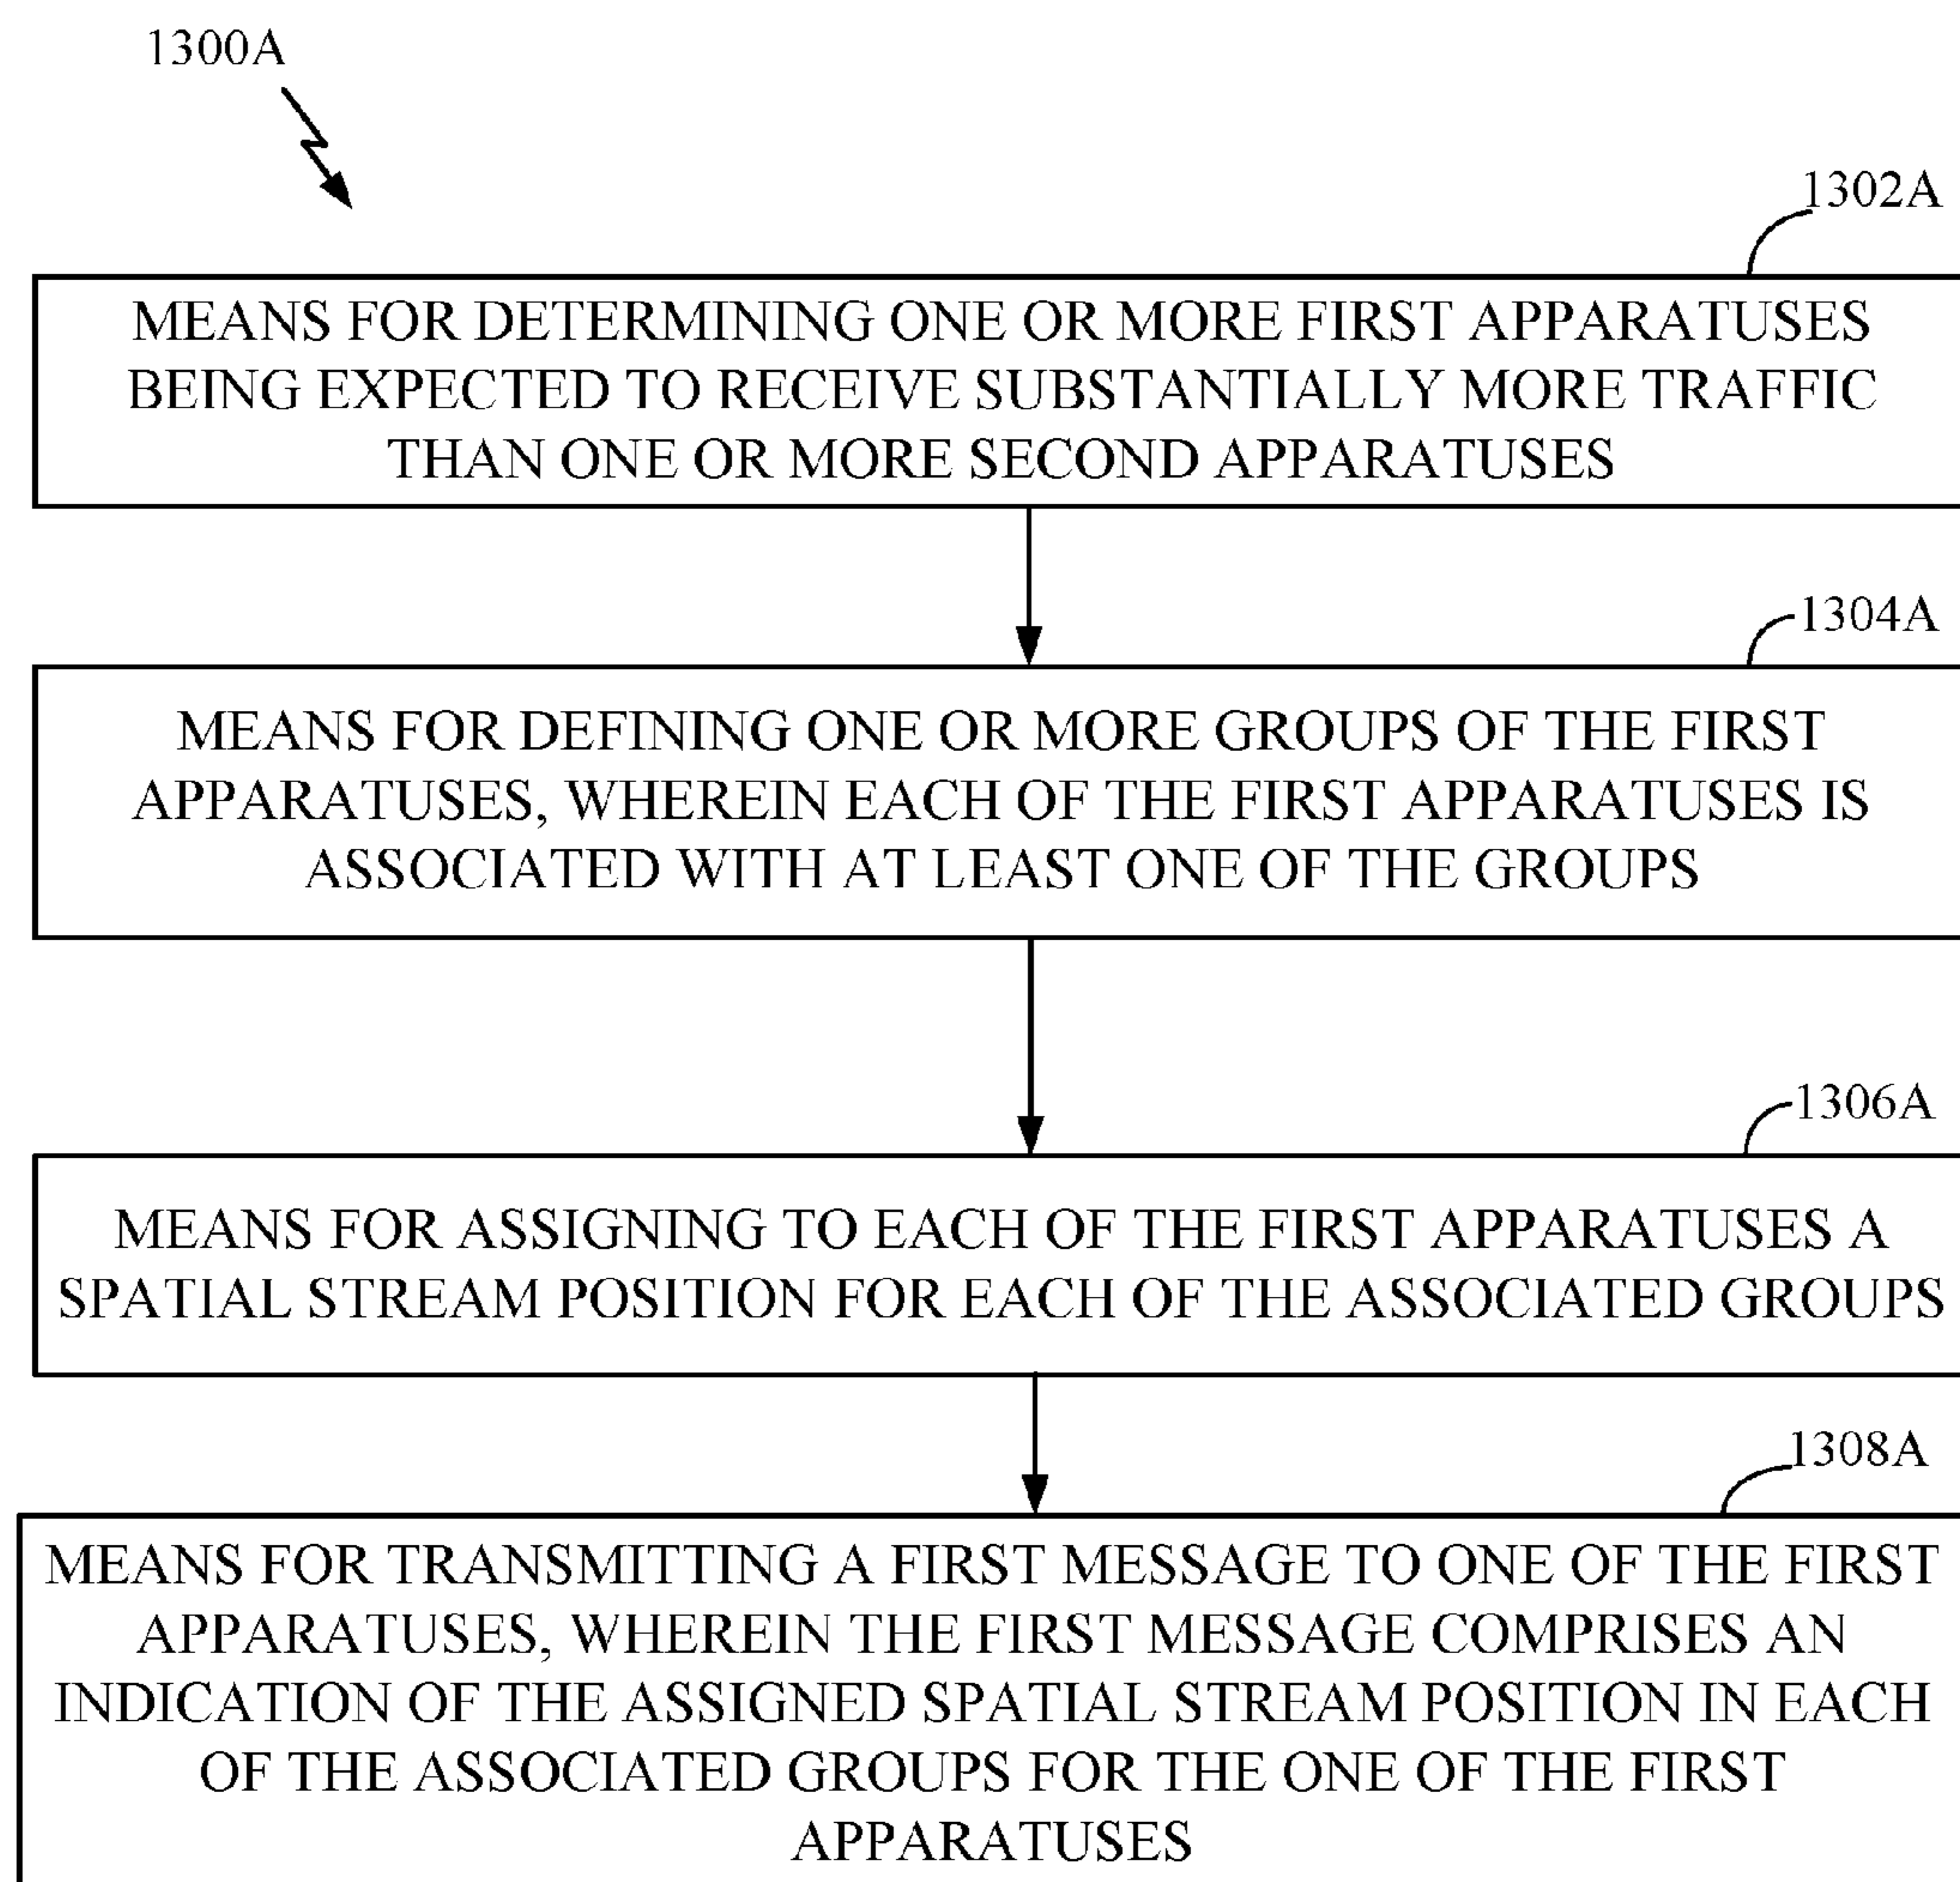 1300A
1302A
MEANS FOR DETERMINING ONE OR MORE FIRST APPARATUSES
BEING EXPECTED TO RECEIVE SUBSTANTIALLY MORE TRAFFIC
THAN ONE OR MORE SECOND APPARATUSES
1304A
MEANS FOR DEFINING ONE OR MORE GROUPS OF THE FIRST
APPARATUSES, WHEREIN EACH OF THE FIRST APPARATUSES IS
ASSOCIATED WITH AT LEAST ONE OF THE GROUPS
1306A
MEANS FOR ASSIGNING TO EACH OF THE FIRST APPARATUSES A
SPATIAL STREAM POSITION FOR EACH OF THE ASSOCIATED GROUPS
1308A
MEANS FOR TRANSMITTING A FIRST MESSAGE TO ONE OF THE FIRST
APPARATUSES, WHEREIN THE FIRST MESSAGE COMPRISES AN
INDICATION OF THE ASSIGNED SPATIAL STREAM POSITION IN EACH
OF THE ASSOCIATED GROUPS FOR THE ONE OF THE FIRST
APPARATUSES